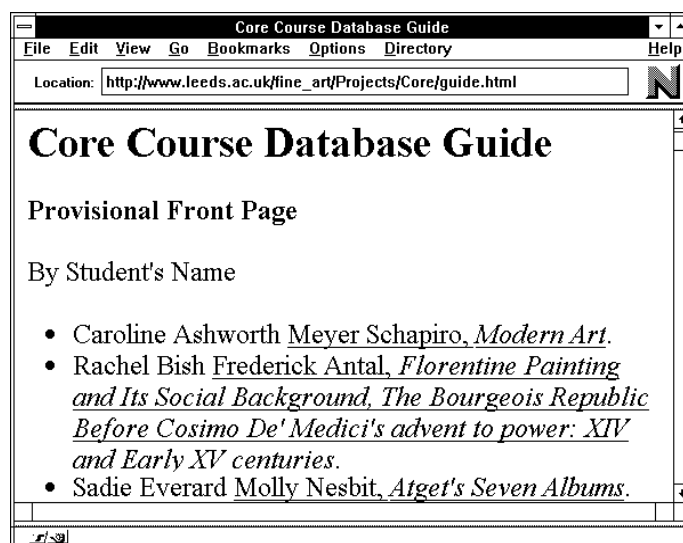 Core Course Database Guide
File Edit View Go Bookmarks Options Directory Help
Location: http://www.leeds.ac.uk/fine_art/Projects/Core/guide.html
N
Core Course Database Guide
Provisional Front Page
By Student's Name
• Caroline Ashworth Meyer Schapiro, Modern Art.
• Rachel Bish Frederick Antal, Florentine Painting
and Its Social Background, The Bourgeois Republic
Before Cosimo De' Medici's advent to power: XIV
and Early XV centuries.
• Sadie Everard Molly Nesbit, Atget's Seven Albums.